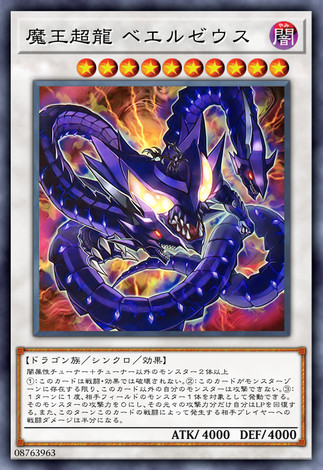 魔王超龍 ベエルゼウス
やみ
闇
【ドラゴン族／シンクロ／効果】
闇属性チューナー＋チューナー以外のモンスター２体以上
①：このカードは戦闘・効果では破壊されない。②：このカードがモンスターゾ
ーンに存在する限り、このカード以外の自分のモンスターは攻撃できない。③：
１ターンに１度、相手フィールドのモンスター１体を対象として発動できる。
そのモンスターの攻撃力を０にし、その元々の攻撃力分だけ自分はLPを回復す
る。また、このターンこのカードの戦闘によって発生する相手プレイヤーへの
戦闘ダメージは半分になる。
ATK/ 4000 DEF/4000
08763963